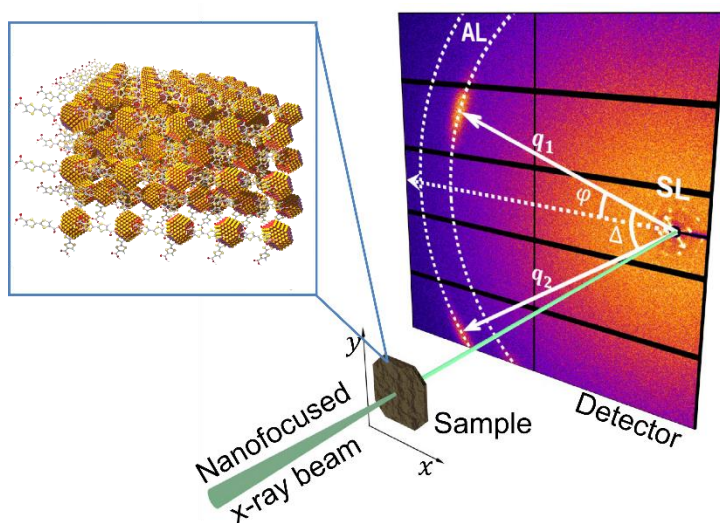 AL
q₁
SL
φ
Δ
q₂
y
Sample
x
Nanofocused
x-ray beam
Detector